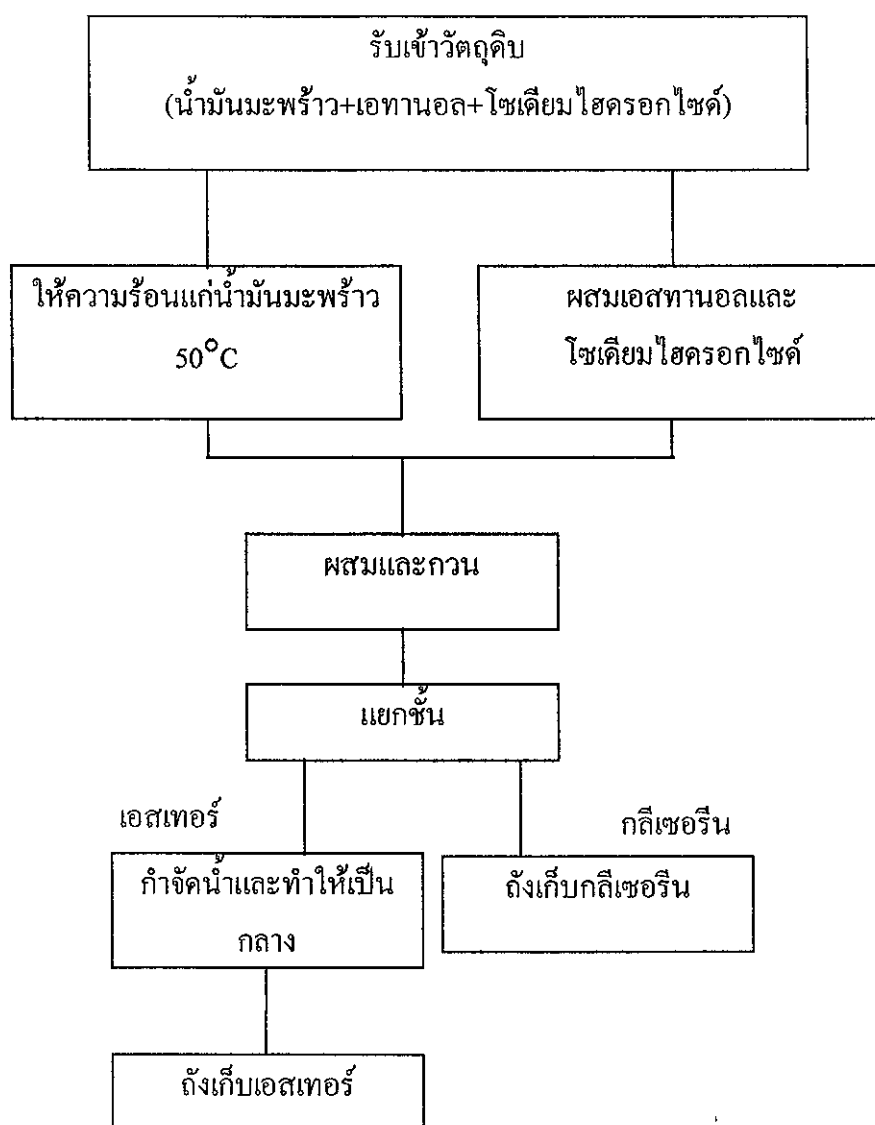 รับเข้าวัตถุดิบ
(น้ำมันมะพร้าว+เอทานอล+โซเดียมไฮดรอกไซด์)
ให้ความร้อนแก่น้ำมันมะพร้าว
50°C
ผสมเอสทานอลและ
โซเดียมไฮดรอกไซด์
ผสมและกวน
แยกชั้น
เอสเทอร์
กลีเซอรีน
กำจัดน้ำและทำให้เป็น
กลาง
ถังเก็บกลีเซอรีน
ถังเก็บเอสเทอร์